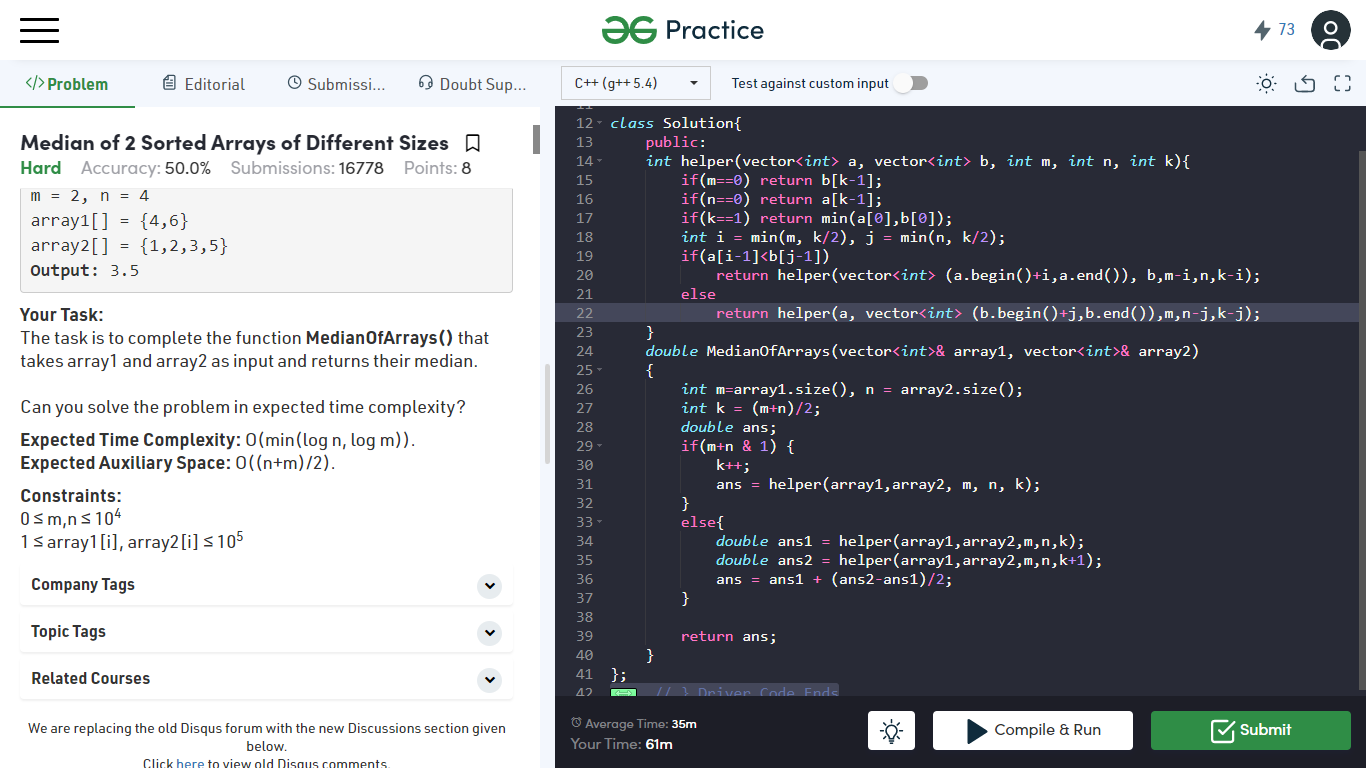 Practice
73
</>Problem
Editorial
Submissi...
Doubt Sup...
C++ (g++ 5.4)
Test against custom input
Median of 2 Sorted Arrays of Different Sizes
Hard Accuracy: 50.0% Submissions: 16778 Points: 8
m = 2, n = 4
array1[] = {4,6}
array2[] = {1,2,3,5}
Output: 3.5
Your Task:
The task is to complete the function MedianOfArrays() that
takes array1 and array2 as input and returns their median.
Can you solve the problem in expected time complexity?
Expected Time Complexity: O(min(log n, log m)).
Expected Auxiliary Space: O((n+m)/2).
Constraints:
0 ≤ m,n ≤ 10⁴
1 ≤ array1[i], array2[i] ≤ 10⁵
Company Tags
Topic Tags
Related Courses
We are replacing the old Disqus forum with the new Discussions section given
below.
Click here to view old Disqus comments.
11
12 class Solution{
13 public:
14 int helper(vector<int> a, vector<int> b, int m, int n, int k){
15 if(m==0) return b[k-1];
16 if(n==0) return a[k-1];
17 if(k==1) return min(a[0],b[0]);
18 int i = min(m, k/2), j = min(n, k/2);
19 if(a[i-1]<b[j-1])
20 return helper(vector<int> (a.begin()+i,a.end()), b,m-i,n,k-i);
21 else
22 return helper(a, vector<int> (b.begin()+j,b.end()),m,n-j,k-j);
23 }
24 double MedianOfArrays(vector<int>& array1, vector<int>& array2)
25 {
26 int m=array1.size(), n = array2.size();
27 int k = (m+n)/2;
28 double ans;
29 if(m+n & 1) {
30 k++;
31 ans = helper(array1,array2, m, n, k);
32 }
33 else{
34 double ans1 = helper(array1,array2,m,n,k);
35 double ans2 = helper(array1,array2,m,n,k+1);
36 ans = ans1 + (ans2-ans1)/2;
37 }
38
39 return ans;
40 }
41 };
42 // } Driver Code Ends
Average Time: 35m
Your Time: 61m
Compile & Run
Submit